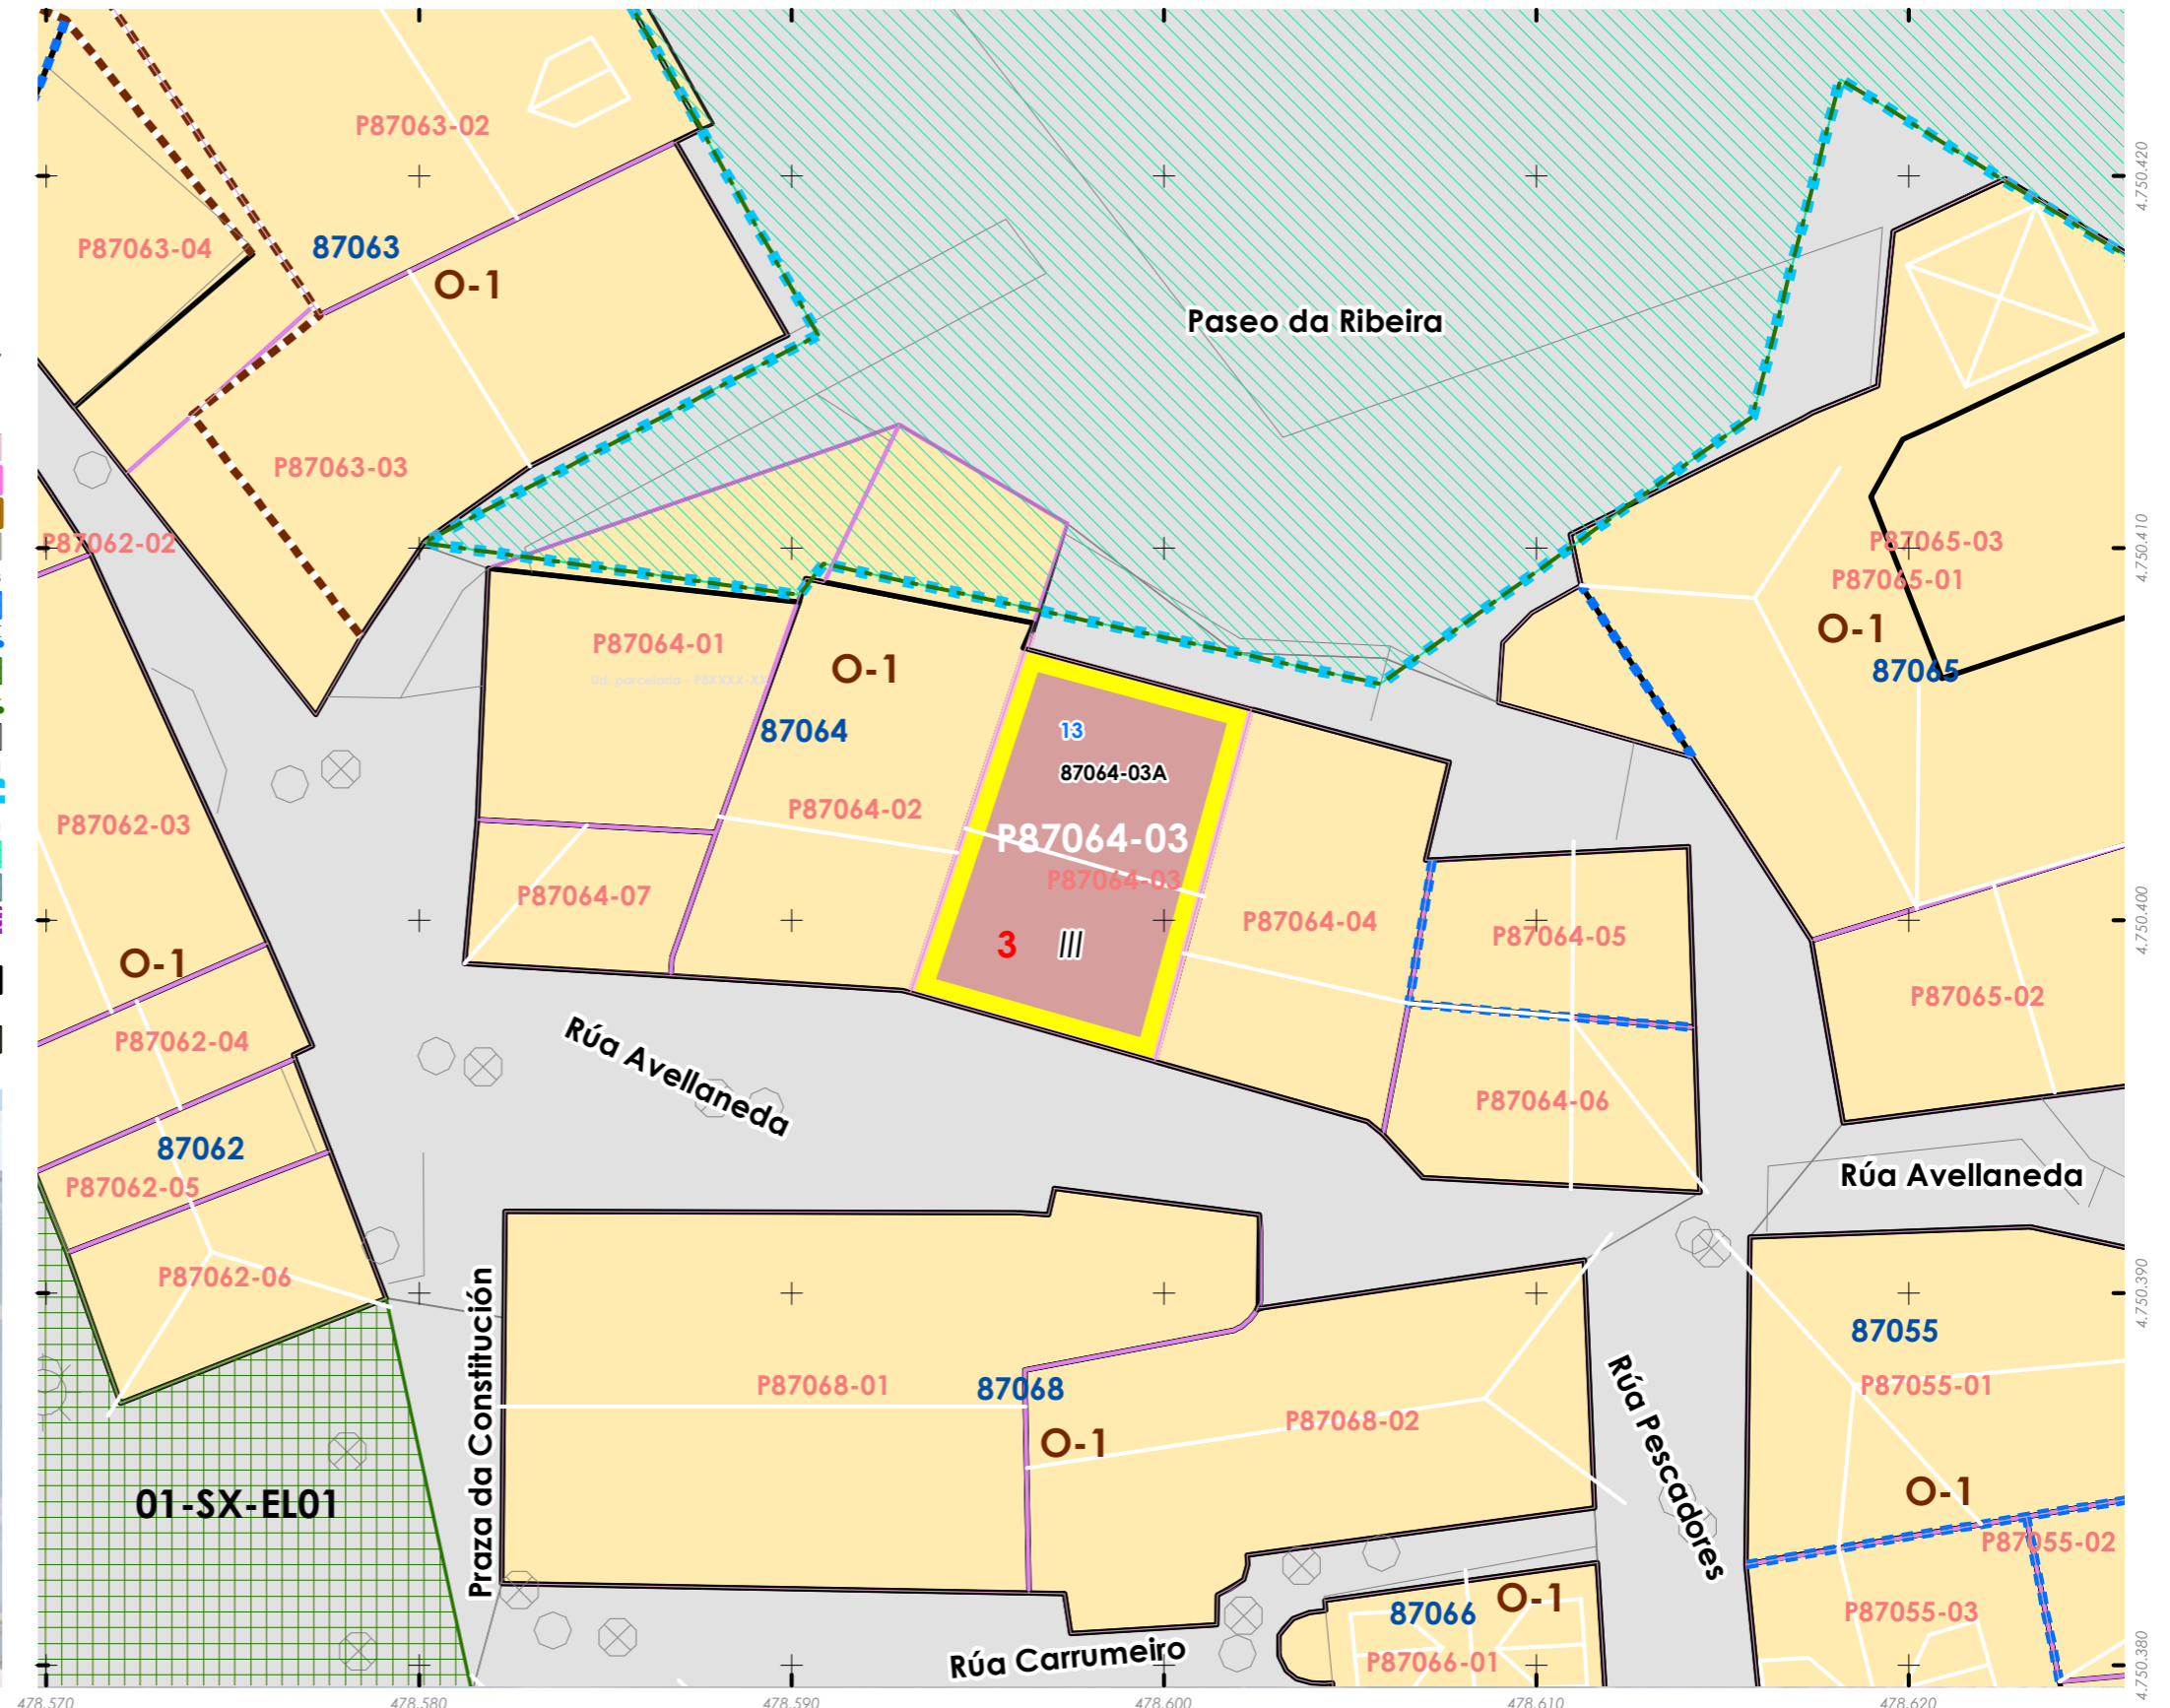 P87063-02
P87063-04
87063
O-1
P87063-03
Paseo da Ribeira
4.750.420
P87062-02
4.750.410
P87065-03
P87065-01
O-1
87065
P87064-01
Ud. parcelaria - P8XXXX-XX
O-1
87064
13
87064-03A
P87064-02
P87064-03
P87064-03
3 III
P87062-03
P87064-07
P87064-04
P87064-05
4.750.400
O-1
P87065-02
P87062-04
Rúa Avellaneda
P87064-06
87062
P87062-05
Rúa Avellaneda
P87062-06
4.750.390
87055
Praza da Constitución
P87068-01
87068
P87068-02
O-1
Rúa Pescadores
P87055-01
O-1
01-SX-EL01
P87055-02
87066
O-1
P87055-03
Rúa Carrumeiro
P87066-01
4.750.380
478.570
478.580
478.590
478.600
478.610
478.620